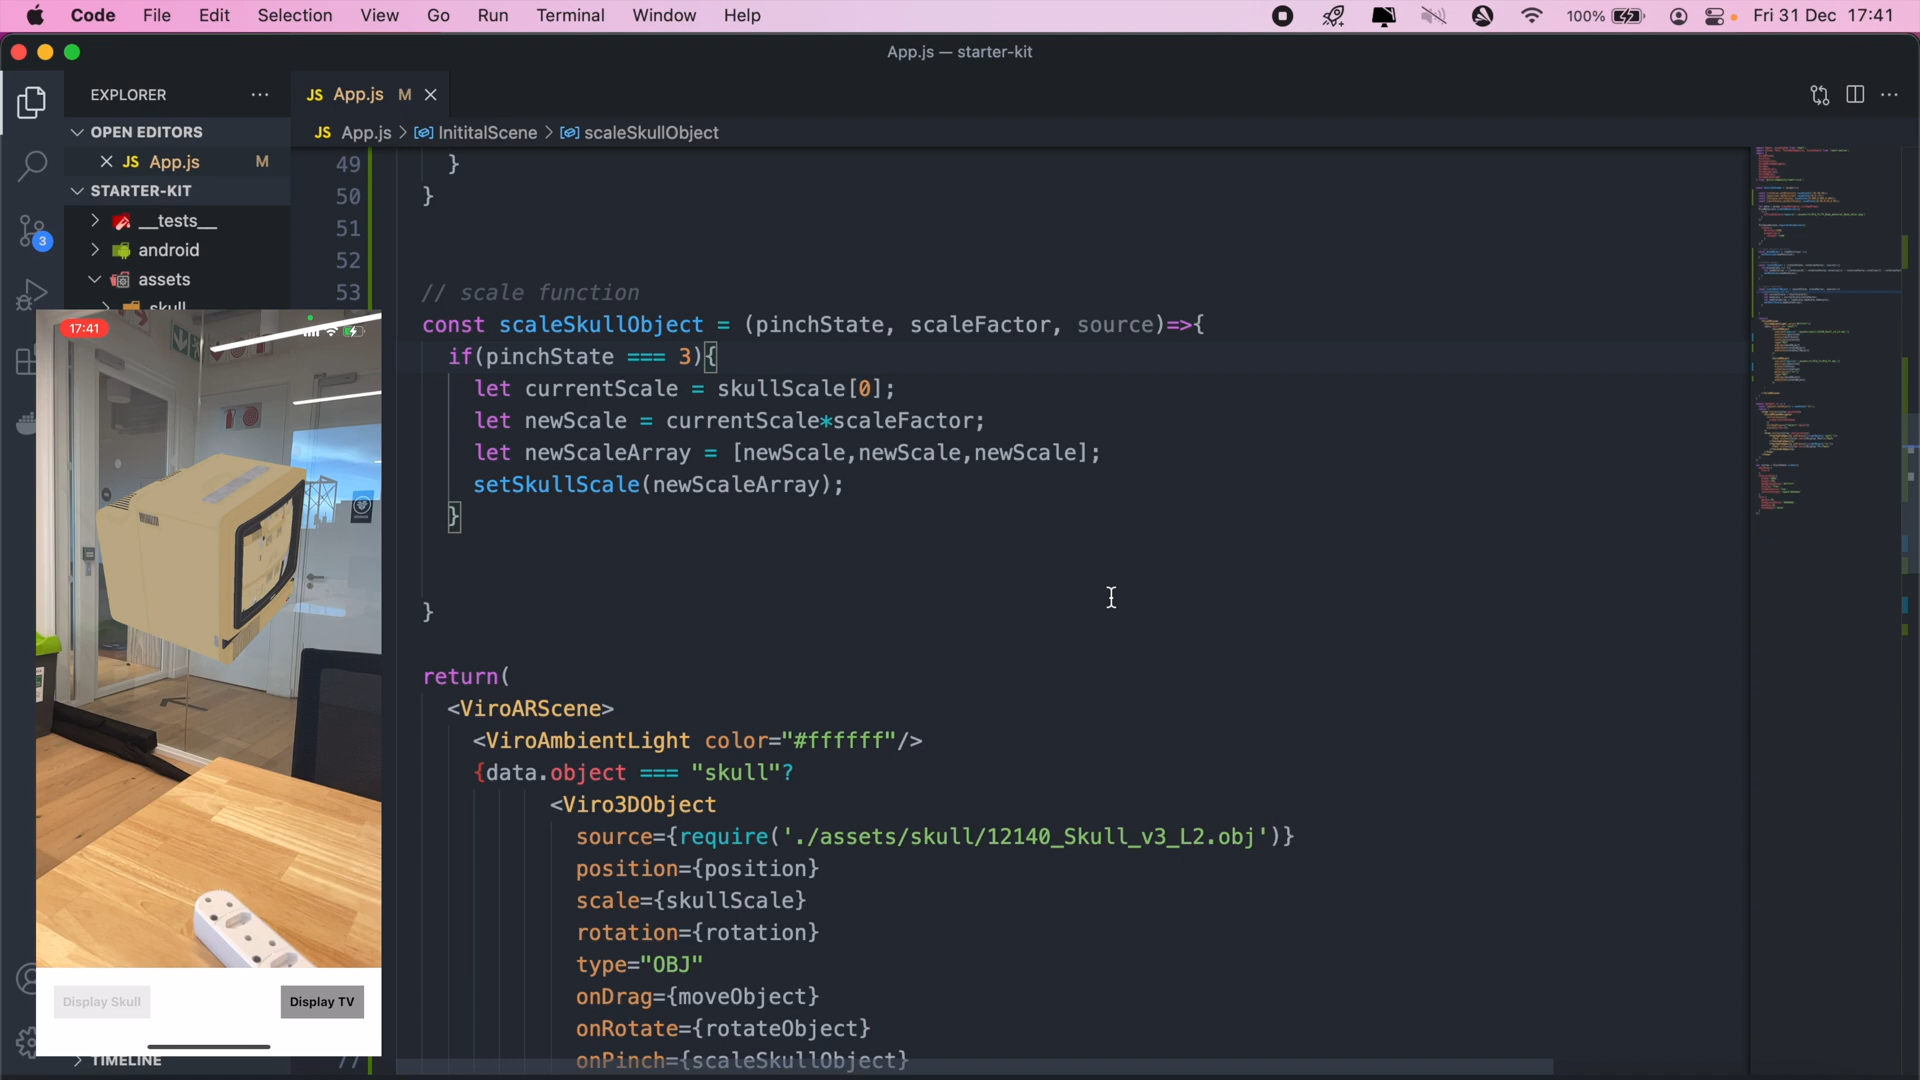 Code File Edit Selection View Go Run Terminal Window Help 100% Fri 31 Dec 17:41
App.js — starter-kit
EXPLORER ··· JS App.js M ···
OPEN EDITORS JS App.js > InititalScene > scaleSkullObject
JS App.js M
STARTER-KIT
__tests__
android
assets
skull
3
49 }
50 }
51
52
53 // scale function
const scaleSkullObject = (pinchState, scaleFactor, source)=>{
if(pinchState === 3){
let currentScale = skullScale[0];
let newScale = currentScale*scaleFactor;
let newScaleArray = [newScale,newScale,newScale];
setSkullScale(newScaleArray);
}
}
return(
<ViroARScene>
<ViroAmbientLight color="#ffffff"/>
{data.object === "skull"?
<Viro3DObject
source={require('./assets/skull/12140_Skull_v3_L2.obj')}
position={position}
scale={skullScale}
rotation={rotation}
type="OBJ"
onDrag={moveObject}
onRotate={rotateObject}
77 onPinch={scaleSkullObject}
17:41
Display Skull Display TV
TIMELINE